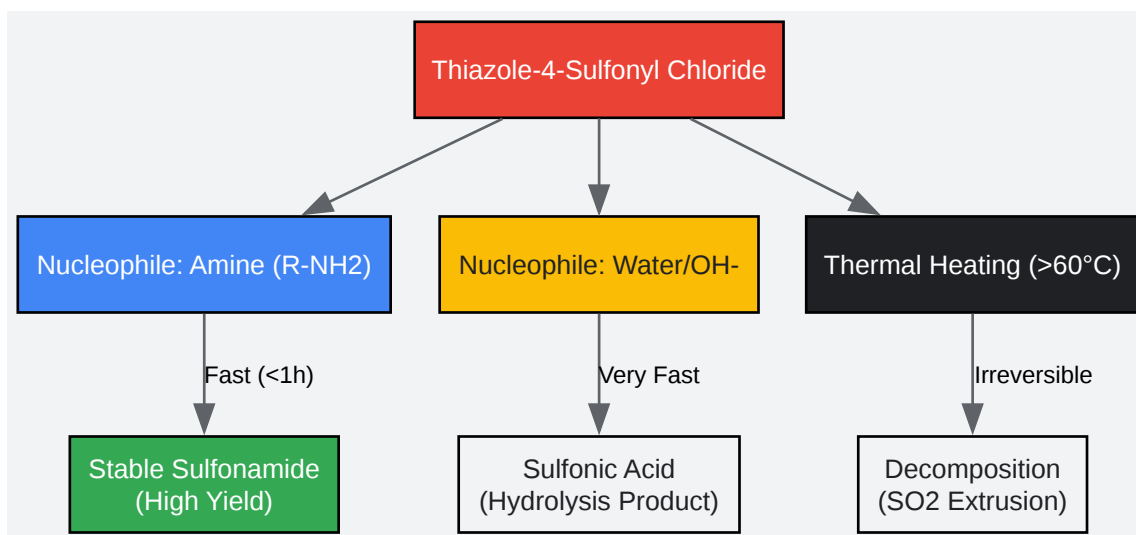 Thiazole-4-Sulfonyl Chloride
Nucleophile: Amine (R-NH2)
Nucleophile: Water/OH-
Thermal Heating (>60°C)
Fast (<1h)
Very Fast
Irreversible
Stable Sulfonamide
(High Yield)
Sulfonic Acid
(Hydrolysis Product)
Decomposition
(SO2 Extrusion)